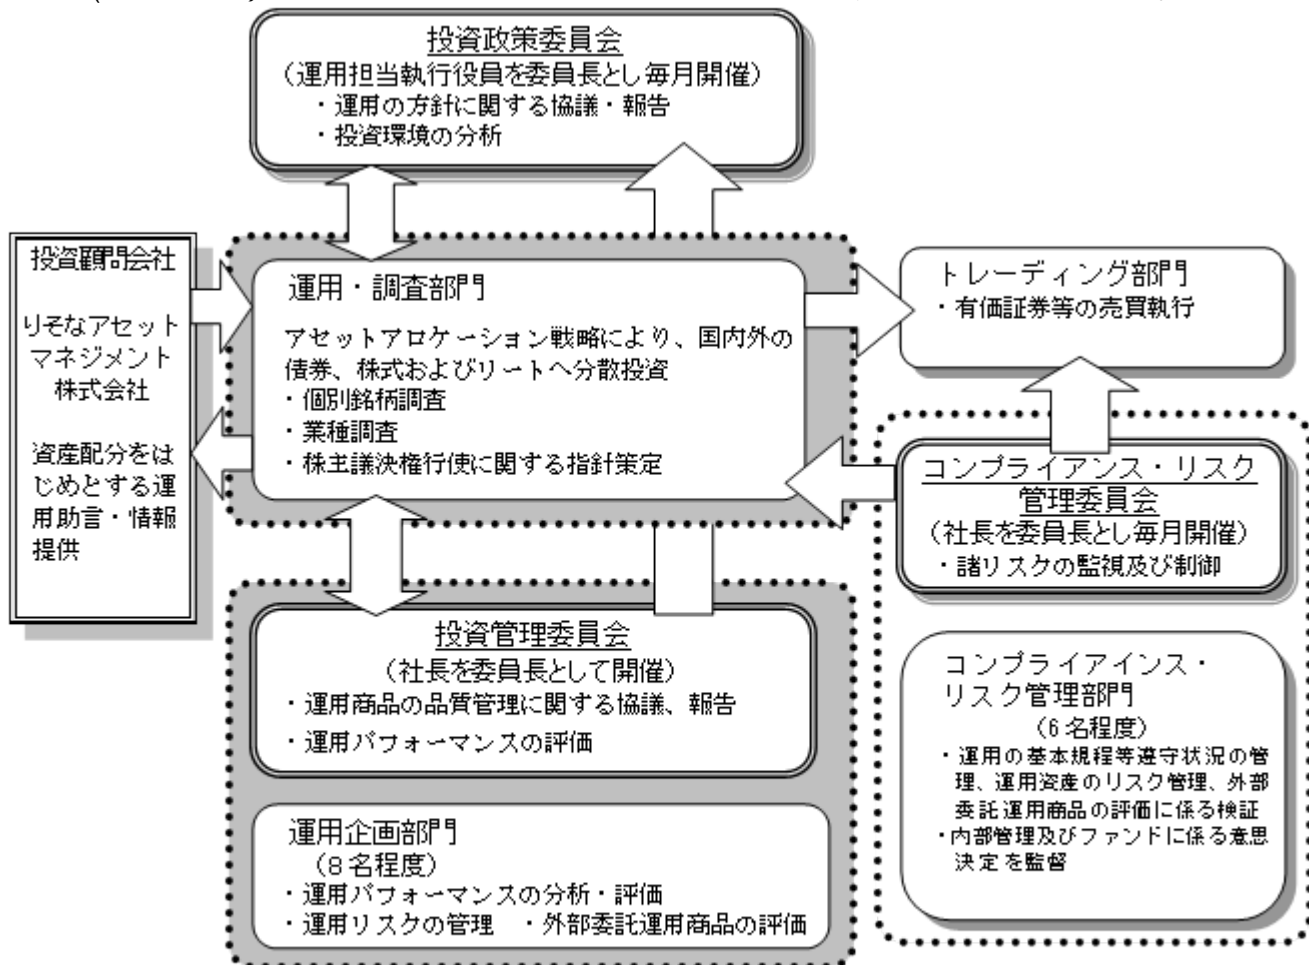 投資政策委員会
（運用担当執行役員を委員長とし毎月開催）
・運用の方針に関する協議・報告
・投資環境の分析
投資顧問会社
りそなアセット
マネジメント
株式会社
資産配分をは
じめとする運
用助言・情報
提供
運用・調査部門
アセットアロケーション戦略により、国内外の
債券、株式およびリートへ分散投資
・個別銘柄調査
・業種調査
・株主議決権行使に関する指針策定
トレーディング部門
・有価証券等の売買執行
コンプライアンス・リスク
管理委員会
（社長を委員長とし毎月開催）
・諸リスクの監視及び制御
投資管理委員会
（社長を委員長として開催）
・運用商品の品質管理に関する協議、報告
・運用パフォーマンスの評価
運用企画部門
（8名程度）
・運用パフォーマンスの分析・評価
・運用リスクの管理　・外部委託運用商品の評価
コンプライアインス・
リスク管理部門
（6名程度）
・運用の基本規程等遵守状況の管
理、運用資産のリスク管理、外部
委託運用商品の評価に係る検証
・内部管理及びファンドに係る意思
決定を監督